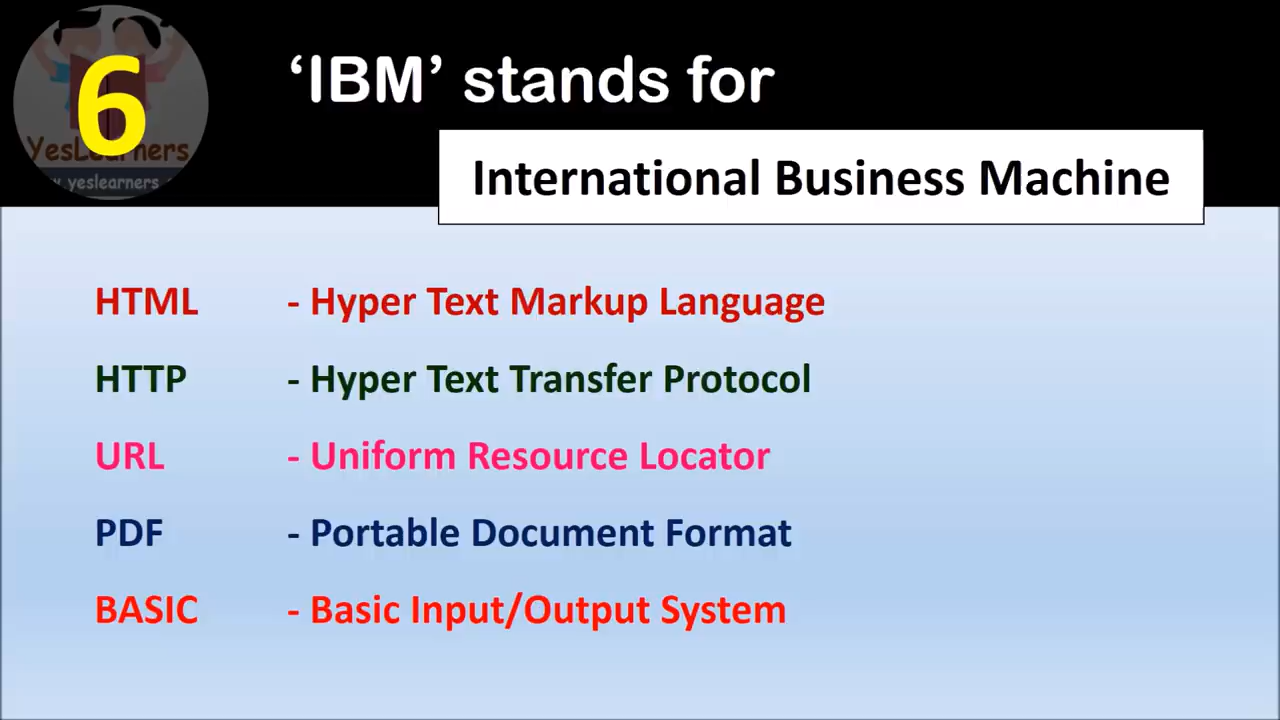 6
YesLearners
www.yeslearners.
'IBM' stands for
International Business Machine
HTML - Hyper Text Markup Language
HTTP - Hyper Text Transfer Protocol
URL - Uniform Resource Locator
PDF - Portable Document Format
BASIC - Basic Input/Output System